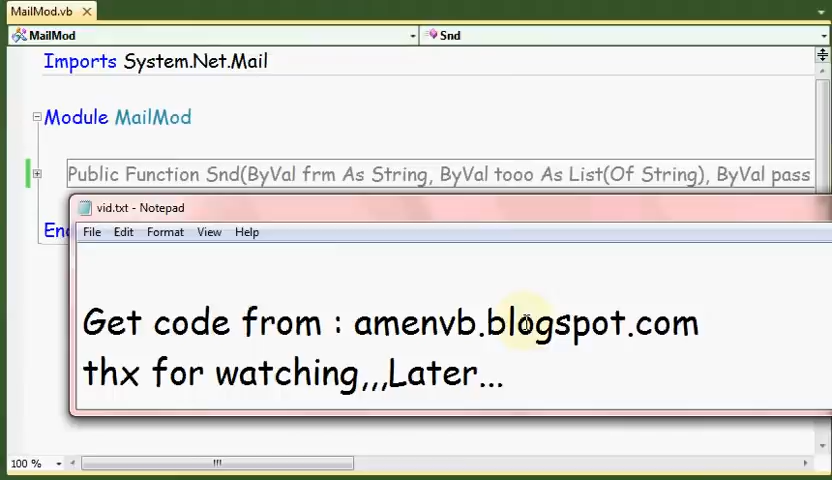 MailMod.vb
MailMod
Snd
Imports System.Net.Mail
Module MailMod
Public Function Snd(ByVal frm As String, ByVal tooo As List(Of String), ByVal pass
En
vid.txt - Notepad
File Edit Format View Help
Get code from : amenvb.blogspot.com
thx for watching,,,Later...
100 %